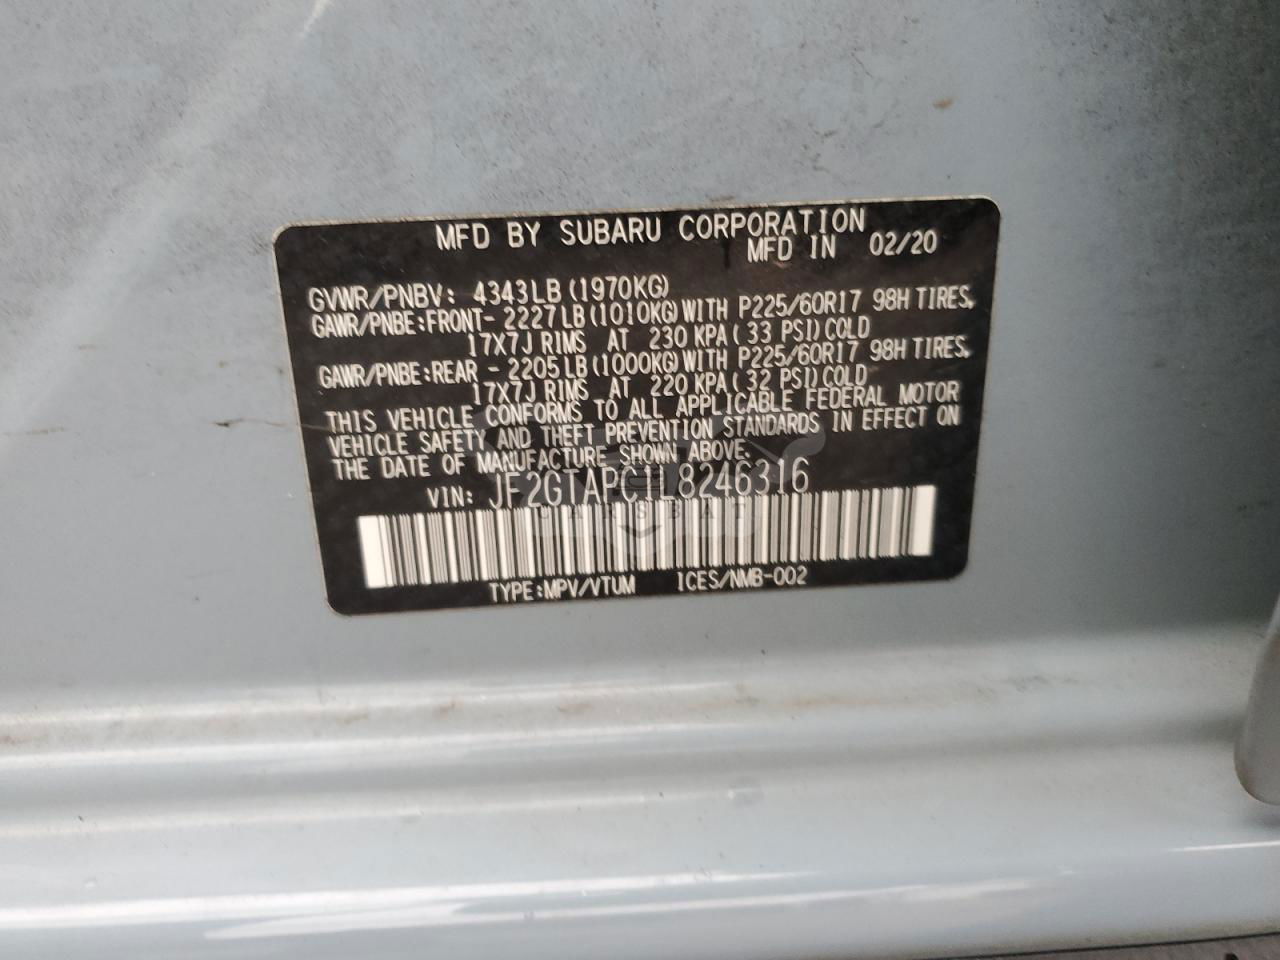 MFD BY SUBARU CORPORATION
MFD IN 02/20
GVWR/PNBV: 4343LB (1970KG)
GAWR/PNBE:FRONT- 2227LB (1010KG) WITH P225/60R17 98H TIRES.
17X7J RIMS AT 230 KPA ( 33 PSI) COLD
GAWR/PNBE:REAR - 2205LB (1000KG) WITH P225/60R17 98H TIRES.
17X7J RIMS AT 220 KPA ( 32 PSI) COLD
THIS VEHICLE CONFORMS TO ALL APPLICABLE FEDERAL MOTOR
VEHICLE SAFETY AND THEFT PREVENTION STANDARDS IN EFFECT ON
THE DATE OF MANUFACTURE SHOWN ABOVE.
VIN: JF2GTAPC1L8246316
CARSBAT
TYPE:MPV/VTUM ICES/NMB-002